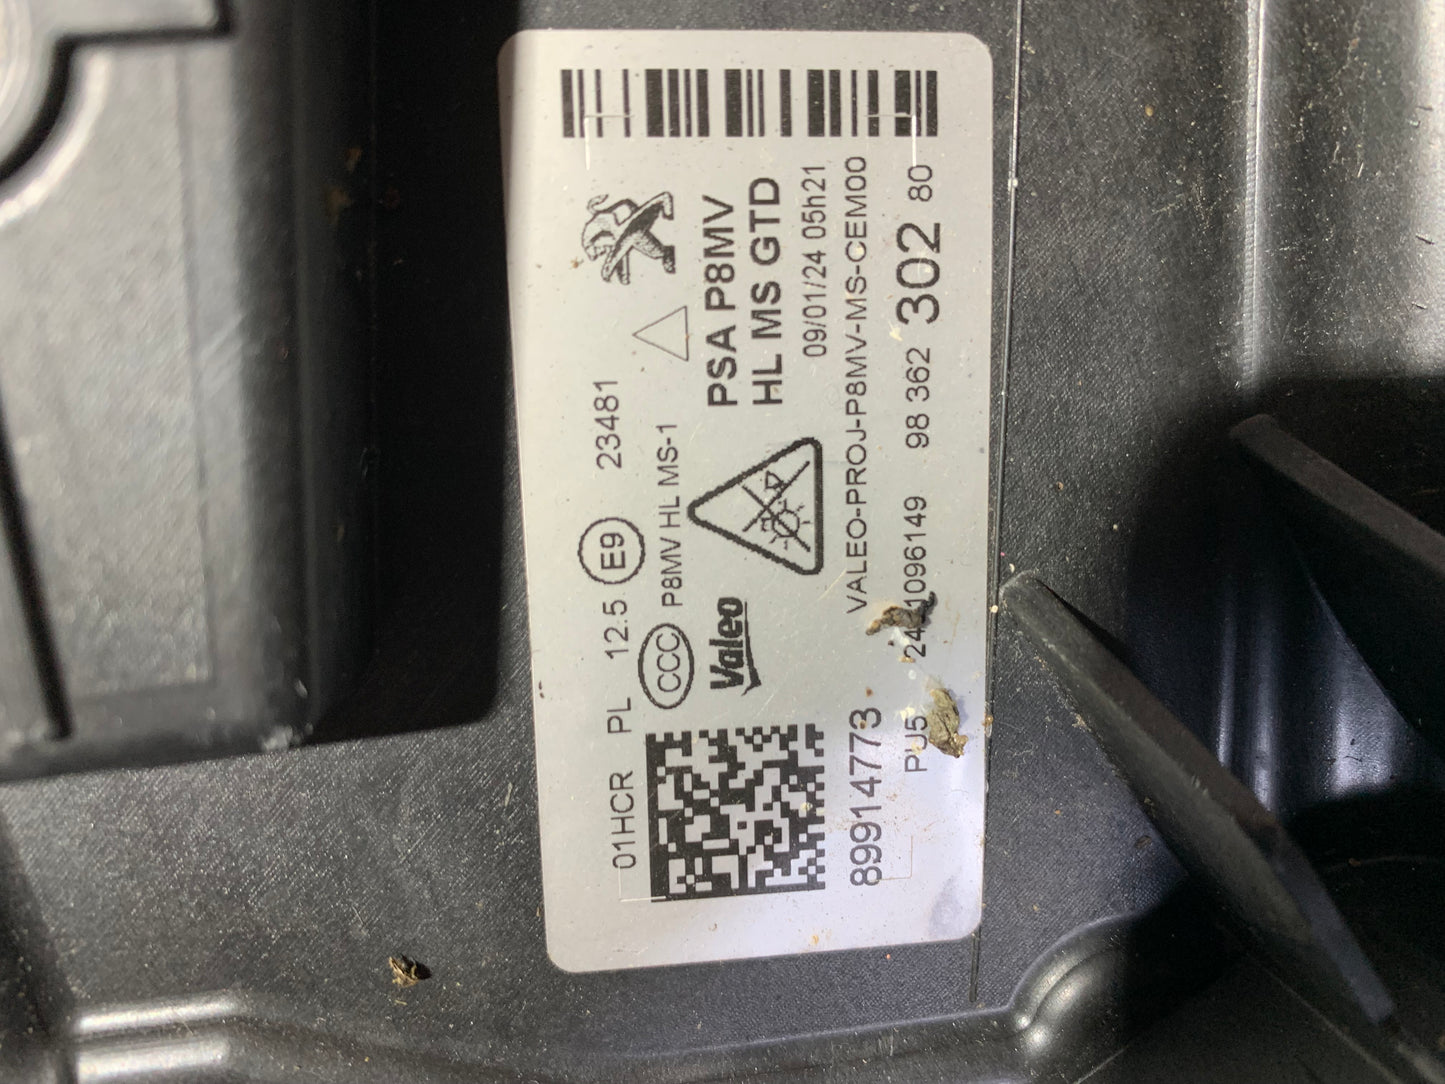 01HCR PL 12.5 E9 23481
CCC P8MV HL MS-1
Valeo
PSA P8MV
HL MS GTD
09/01/24 05h21
VALEO-PROJ-P8MV-MS-CEM00
89914773
PU5 98 362 302 80